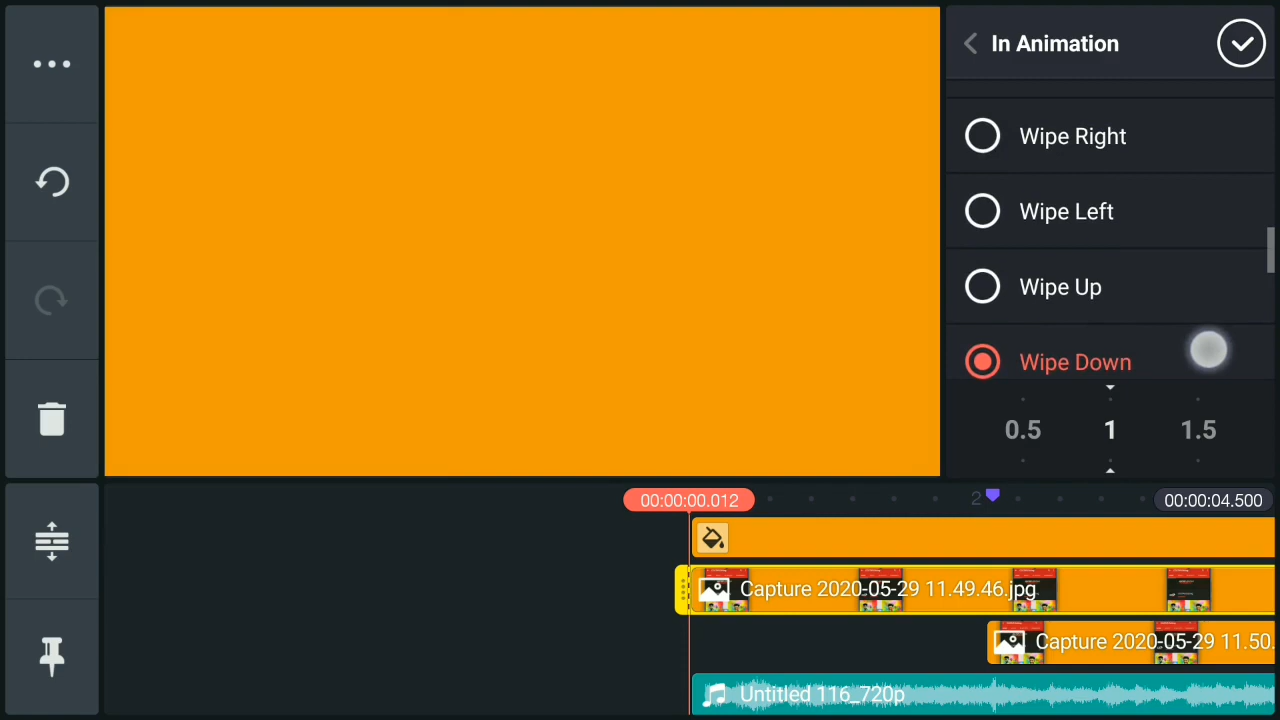 In Animation
Wipe Right
Wipe Left
Wipe Up
Wipe Down
0.5 1 1.5
00:00:00.012 2 00:00:04.500
Capture 2020-05-29 11.49.46.jpg
Capture 2020-05-29 11.50.
Untitled 116_720p